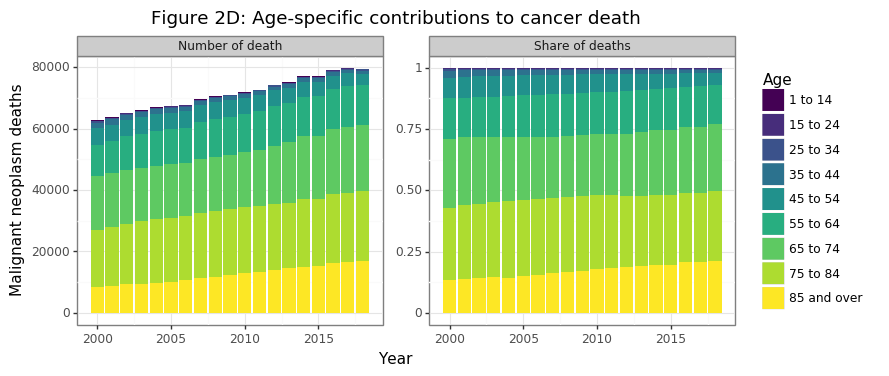 Figure 2D: Age-specific contributions to cancer death
Number of death
Share of deaths
Malignant neoplasm deaths
80000
60000
40000
20000
0
2000
2005
2010
2015
1
0.75
0.50
0.25
0
2000
2005
2010
2015
Year
Age
1 to 14
15 to 24
25 to 34
35 to 44
45 to 54
55 to 64
65 to 74
75 to 84
85 and over